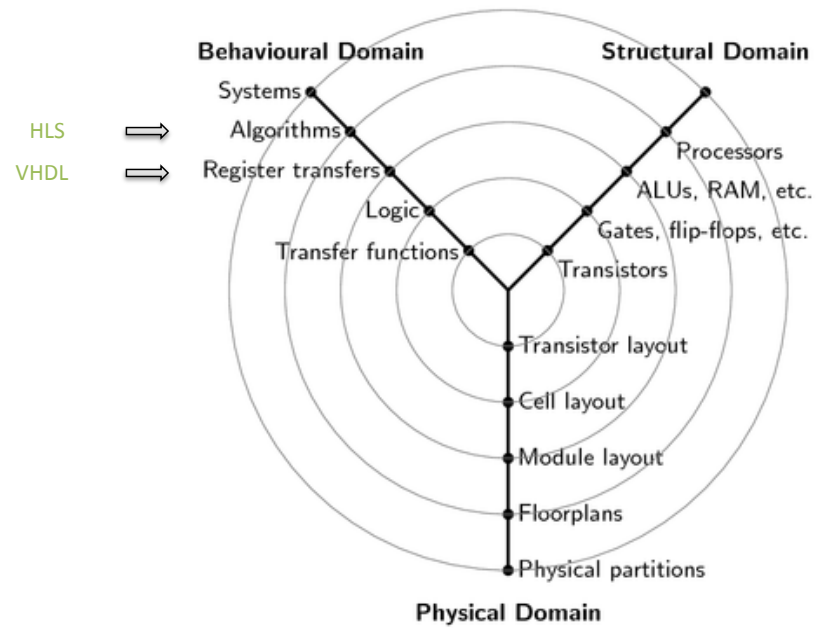 Behavioural Domain
Structural Domain
Systems
HLS
Algorithms
Processors
VHDL
Register transfers
ALUs, RAM, etc.
Logic
Gates, flip-flops, etc.
Transfer functions
Transistors
Transistor layout
Cell layout
Module layout
Floorplans
Physical partitions
Physical Domain